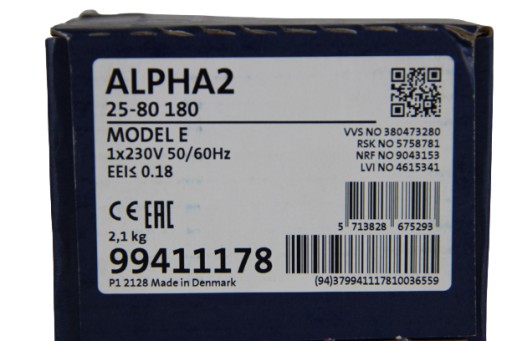 ALPHA2
25-80 180
MODEL E
1x230V 50/60Hz
EEI≤ 0.18
VVS NO 380473280
RSK NO 5758781
NRF NO 9043153
LVI NO 4615341
CE EAC
2,1 kg
99411178
P1 2128 Made in Denmark
5 713828 675293
(94)379941117810036559